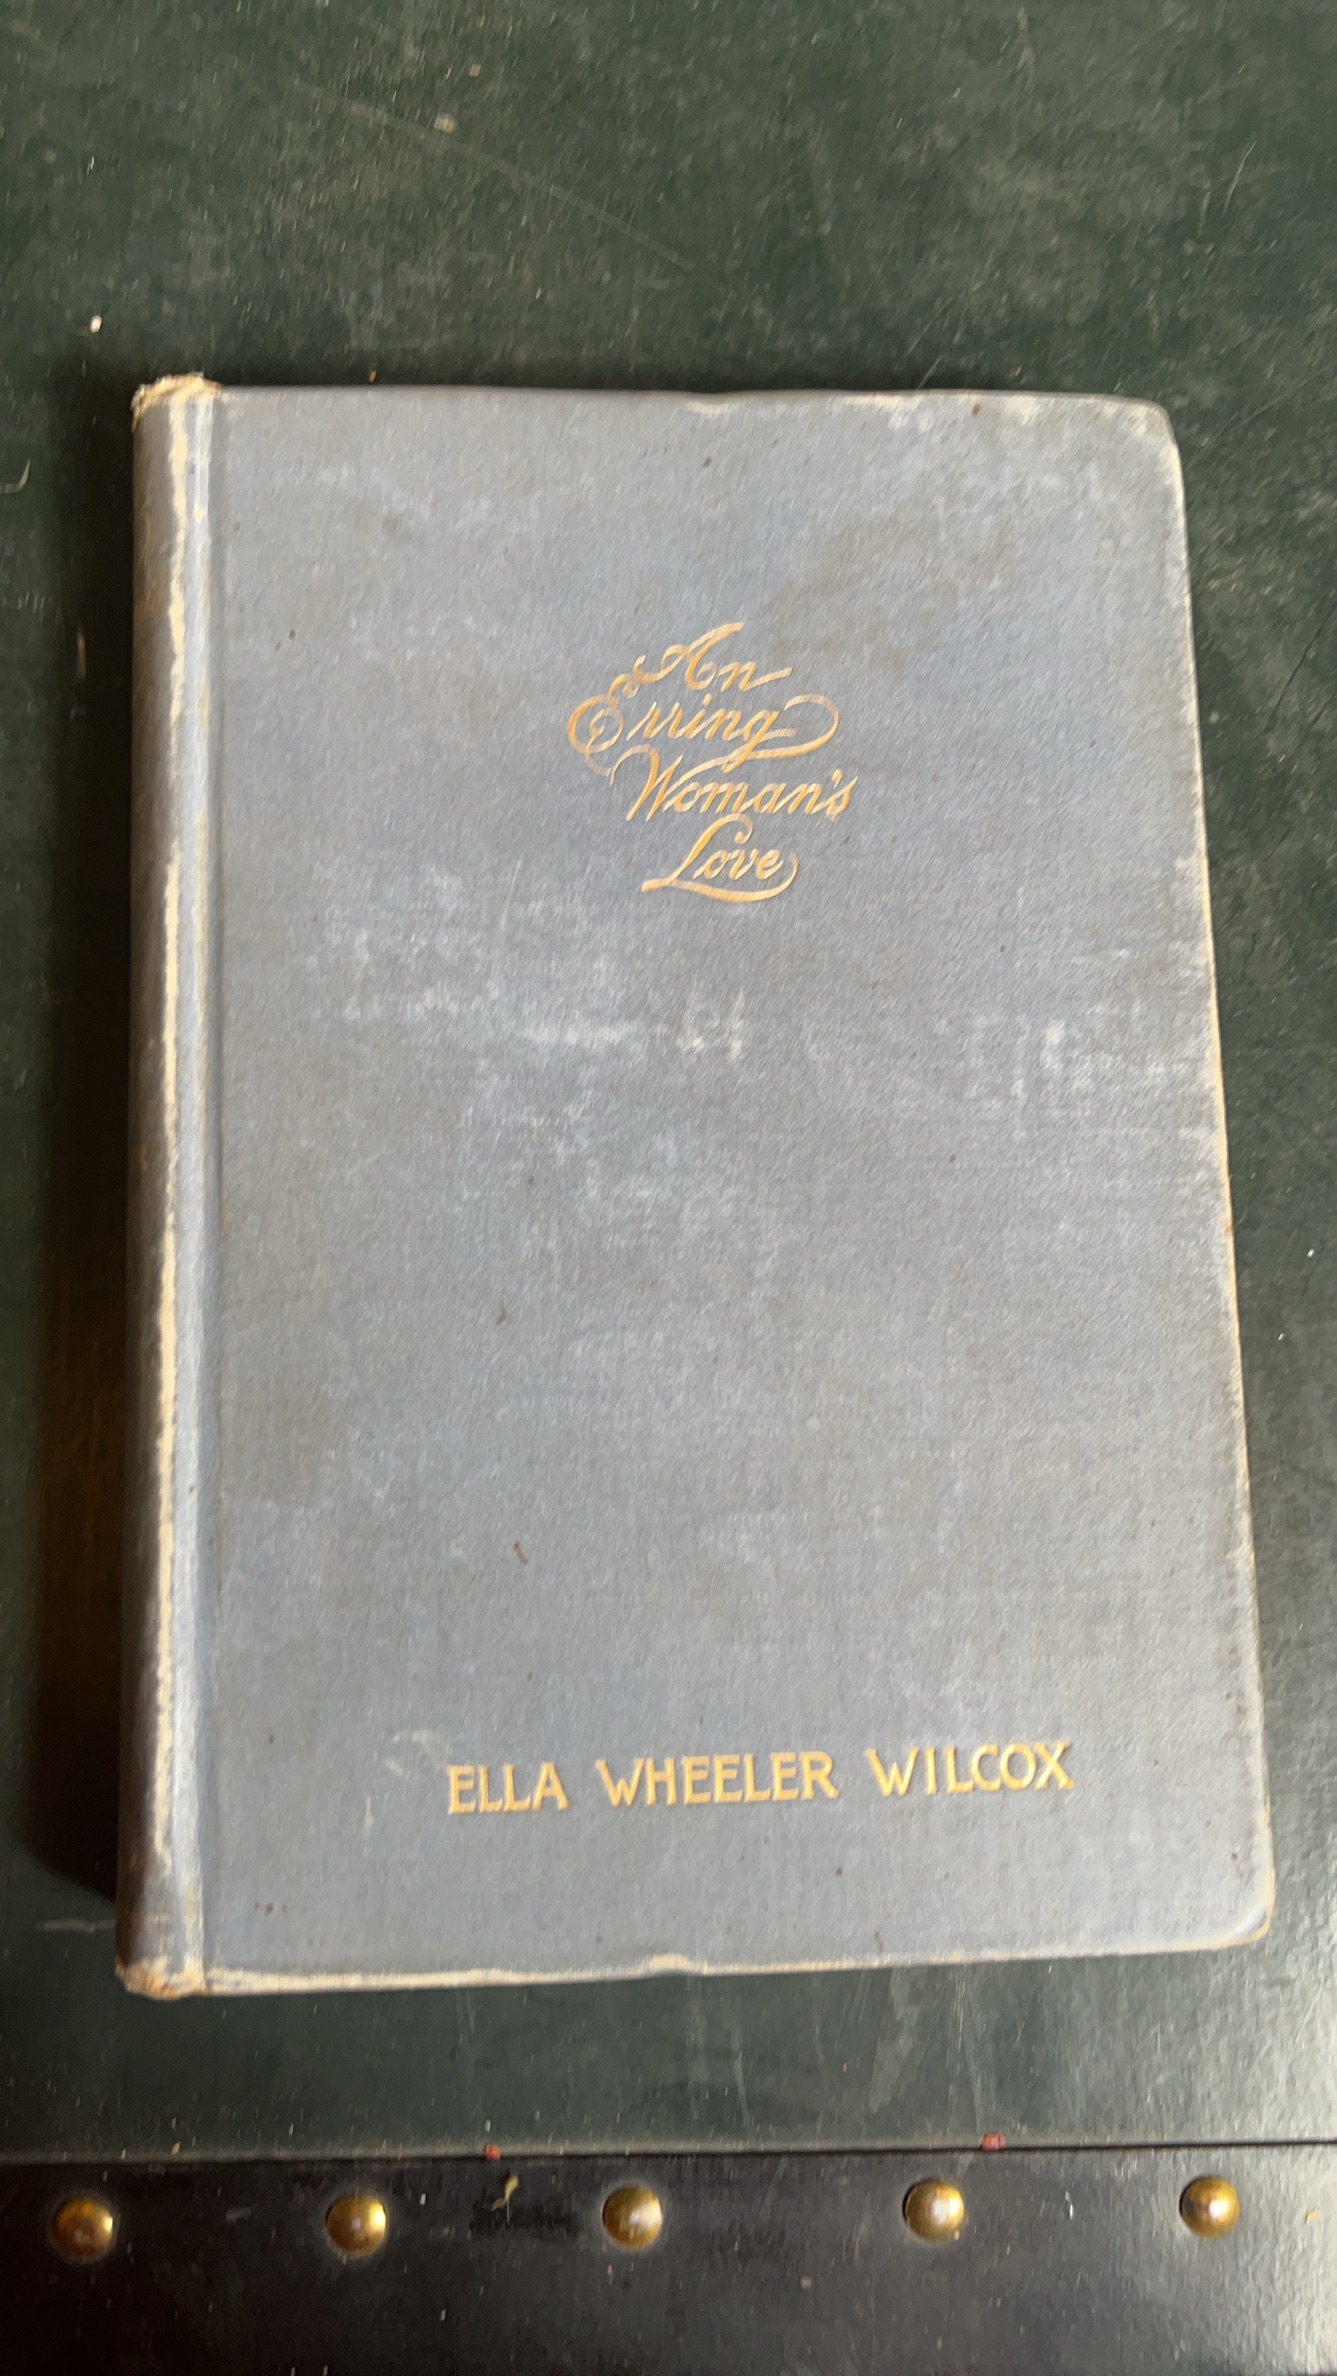 An
Erring
Woman's
Love
ELLA WHEELER WILCOX